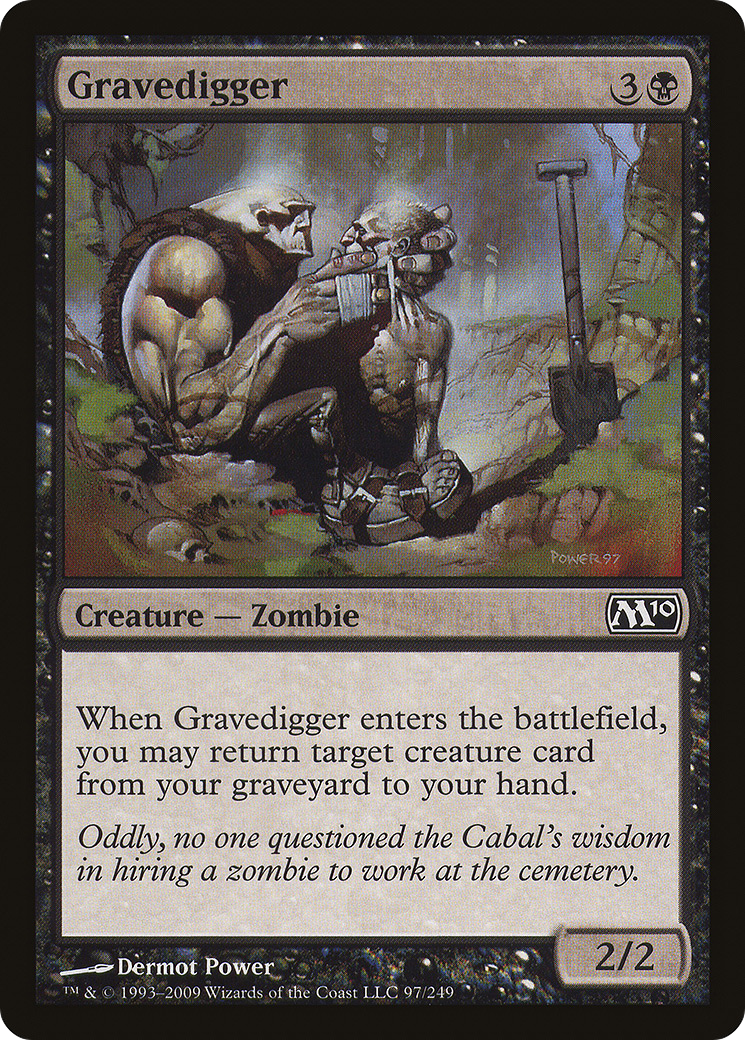 Gravedigger 3
POWER97
Creature — Zombie M10
When Gravedigger enters the battlefield,
you may return target creature card
from your graveyard to your hand.
Oddly, no one questioned the Cabal's wisdom
in hiring a zombie to work at the cemetery.
2/2
Dermot Power
™ & © 1993–2009 Wizards of the Coast LLC 97/249